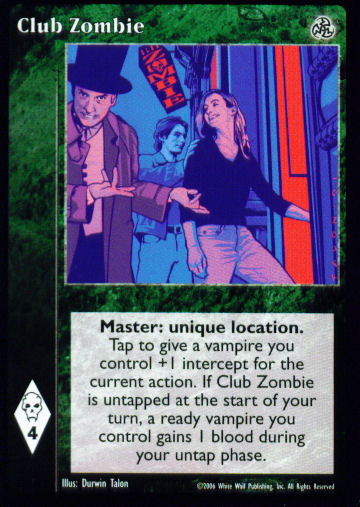 Club Zombie
ZOMBIE
Master: unique location.
Tap to give a vampire you
control +1 intercept for the
current action. If Club Zombie
is untapped at the start of your
turn, a ready vampire you
control gains 1 blood during
your untap phase.
4
Illus: Durwin Talon
©2006 White Wolf Publishing, Inc. All Rights Reserved